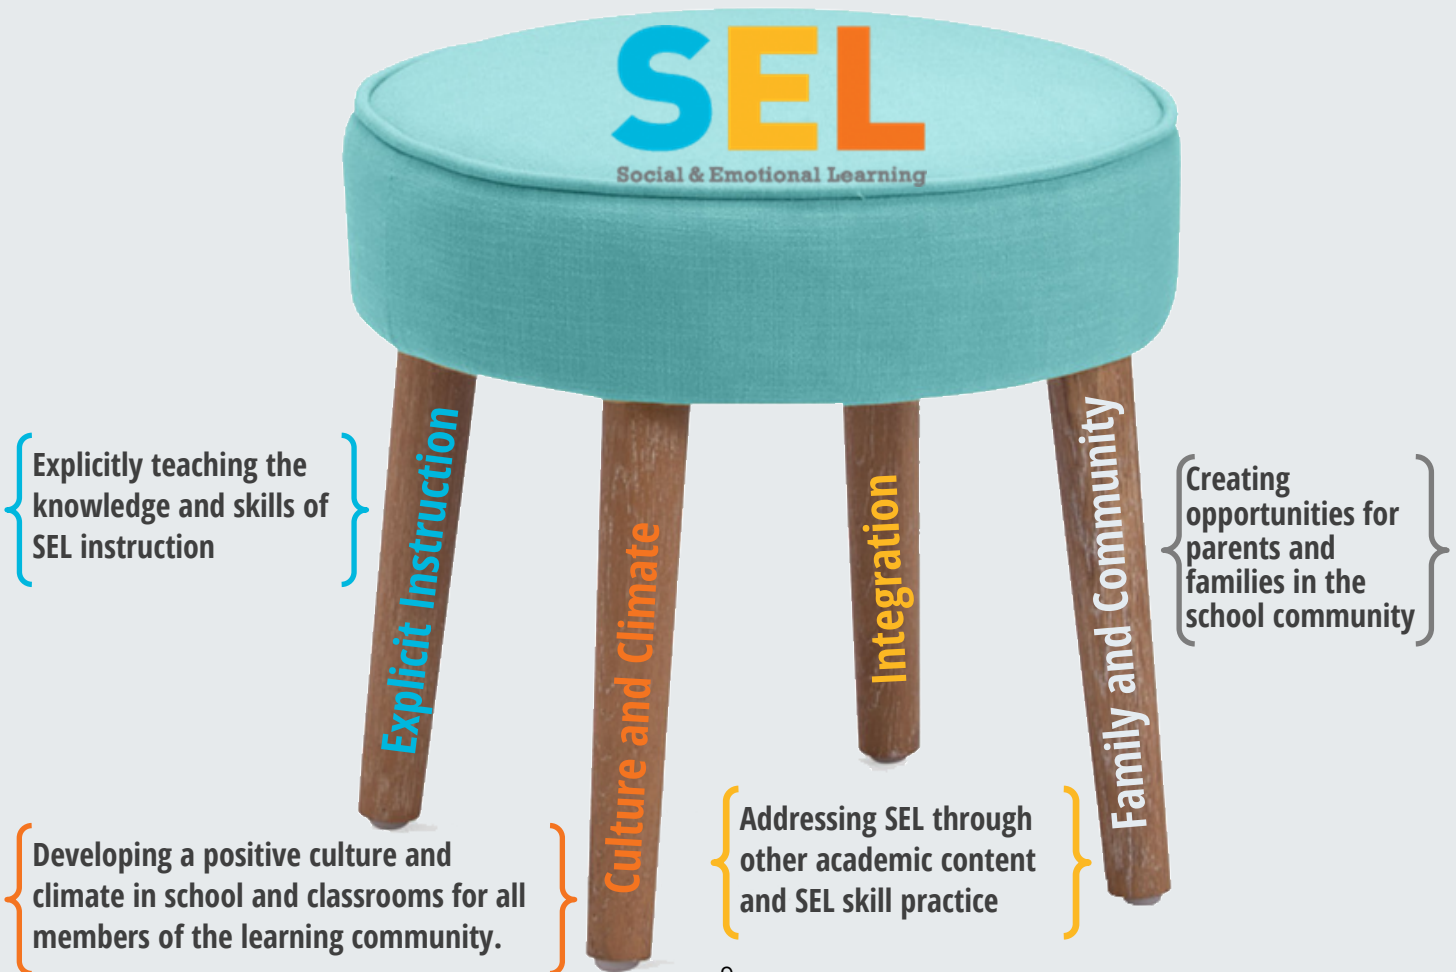 SEL
Social & Emotional Learning
Explicit Instruction
Explicitly teaching the
knowledge and skills of
SEL instruction
Culture and Climate
Developing a positive culture and
climate in school and classrooms for all
members of the learning community.
Integration
Addressing SEL through
other academic content
and SEL skill practice
Family and Community
Creating
opportunities for
parents and
families in the
school community